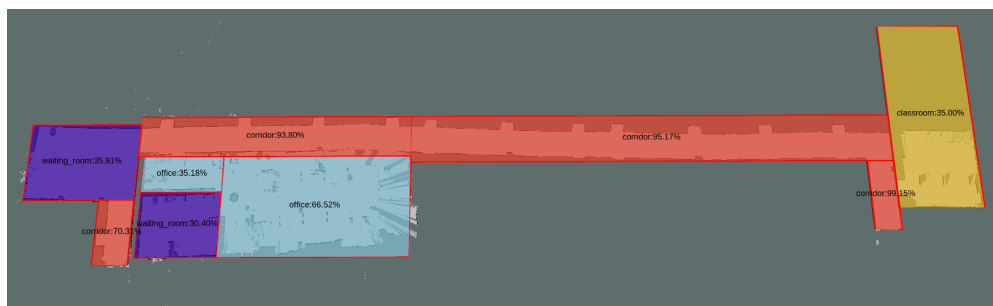 classroom:35.00%
corridor:93.80%
corridor:95.17%
waiting_room:35.91%
office:35.18%
corridor:99.15%
office:66.52%
waiting_room:30.40%
corridor:70.31%